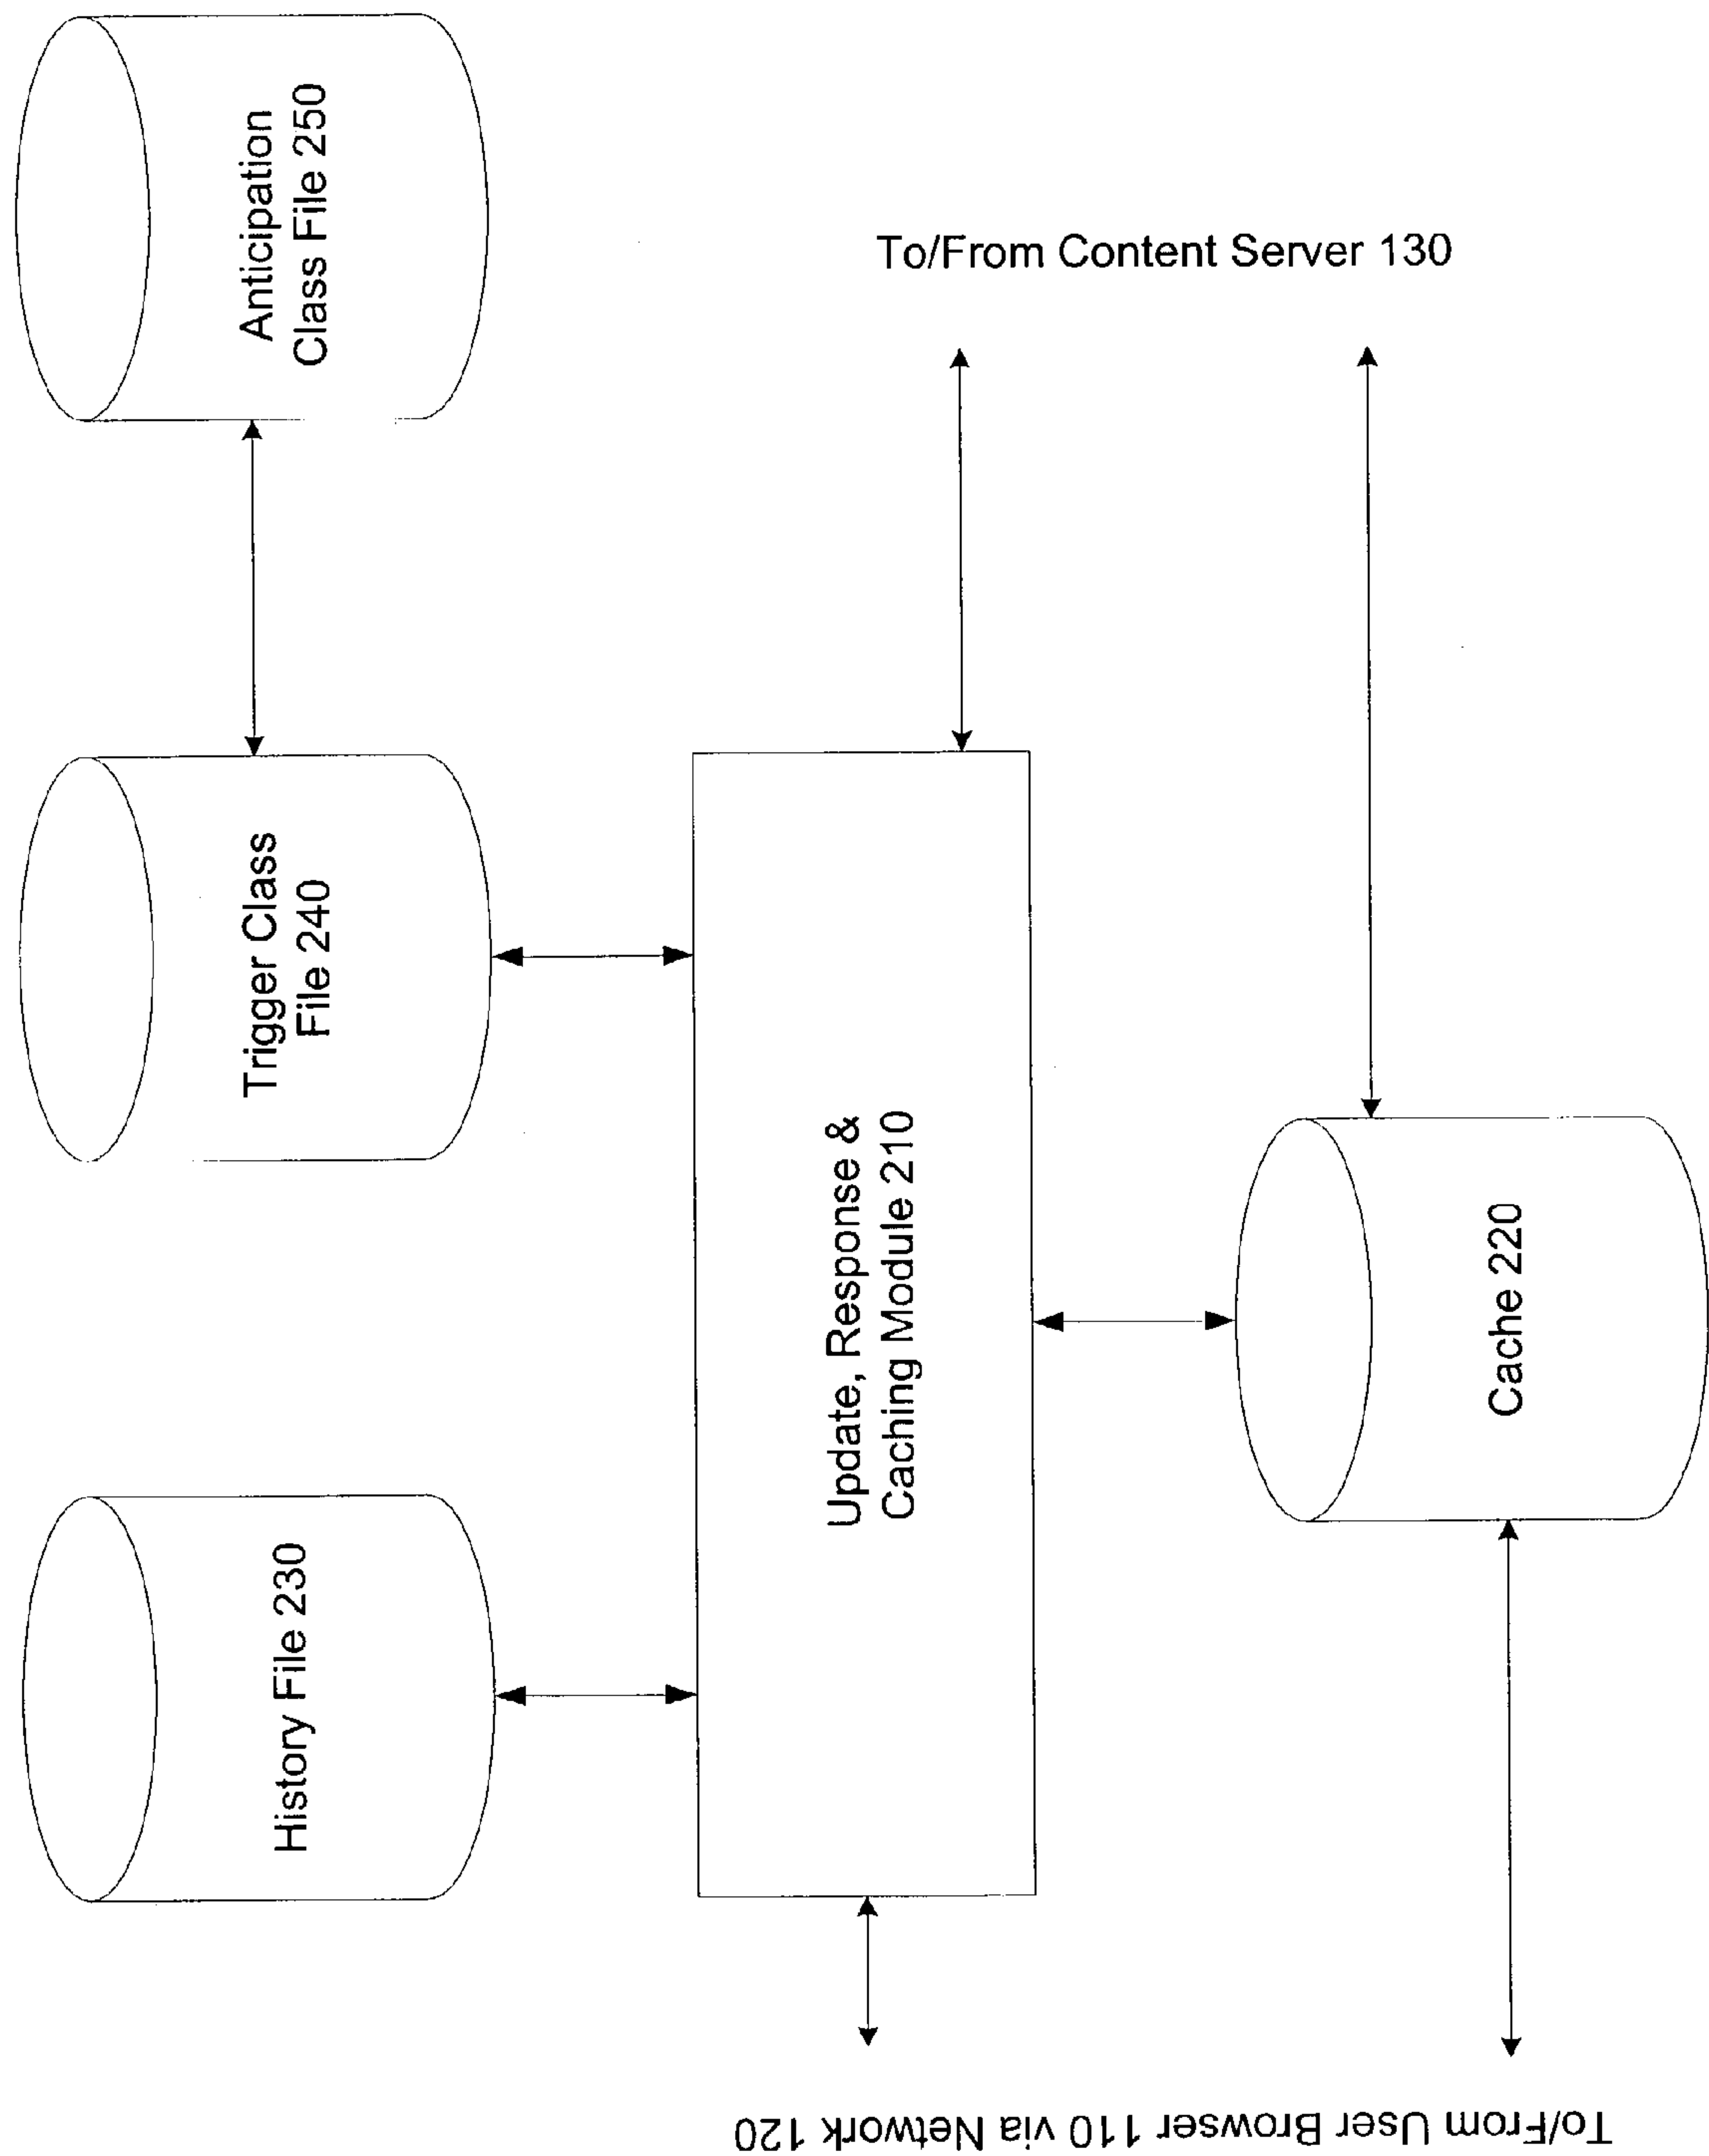 History File 230
Trigger Class
File 240
Anticipation
Class File 250
Update, Response &
Caching Module 210
Cache 220
To/From User Browser 110 via Network 120
To/From Content Server 130